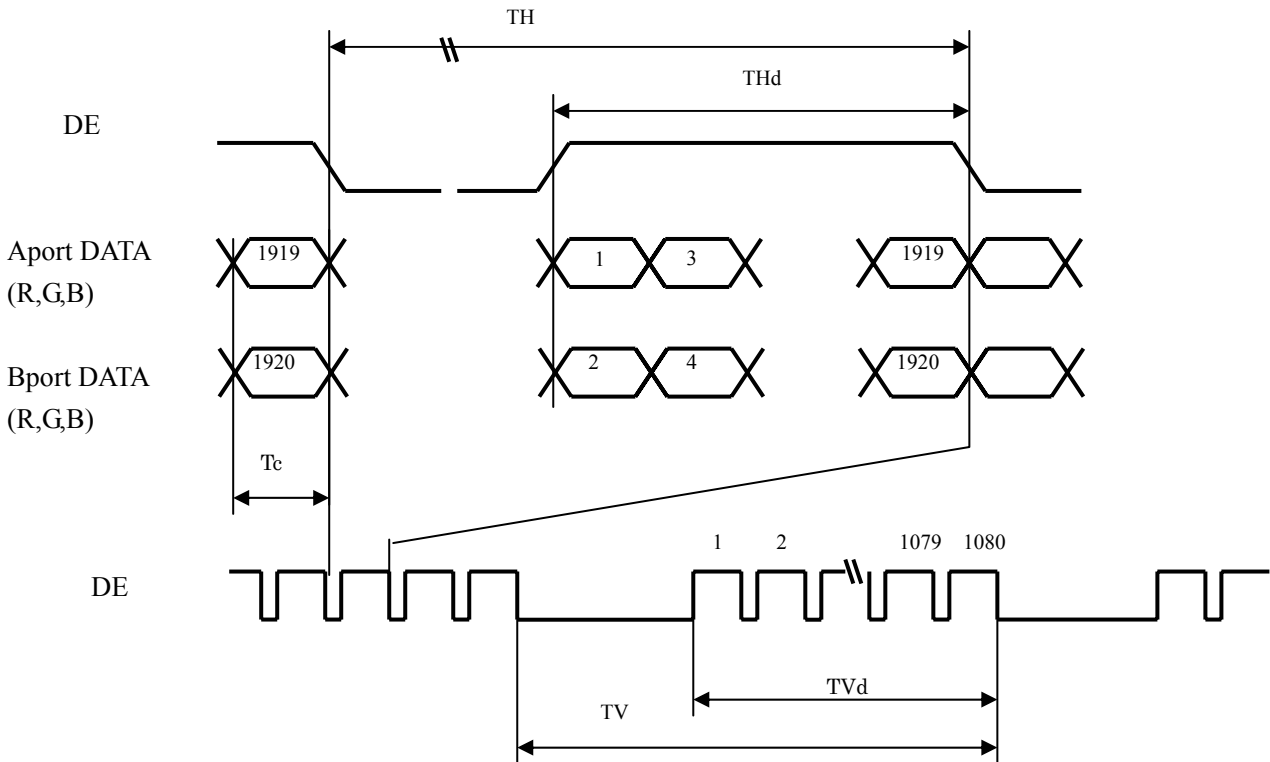 TH
THd
DE
Aport DATA
(R,G,B)
1919
1
3
1919
Bport DATA
(R,G,B)
1920
2
4
1920
Tc
DE
1
2
1079
1080
TVd
TV